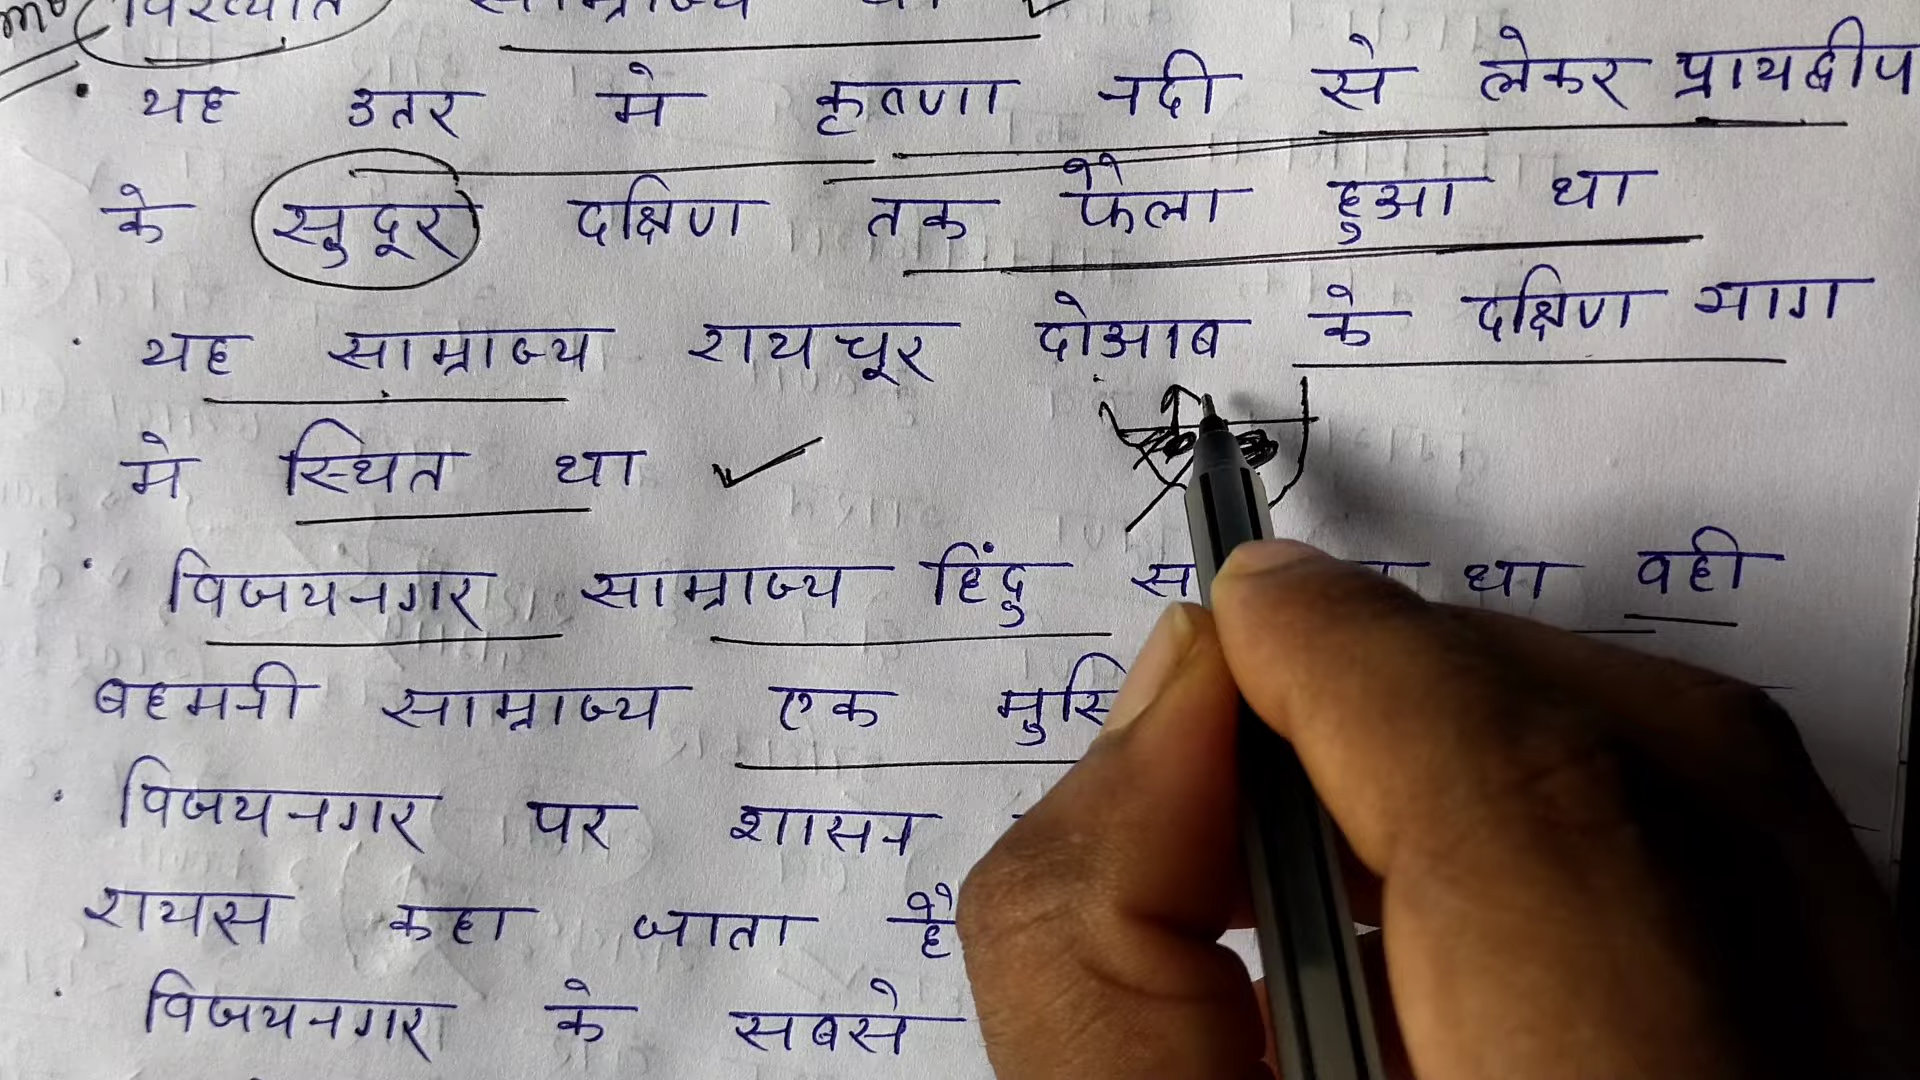 विख्यात साम्राज्य था
यह उतर मे कृष्णा नदी से लेकर प्रायद्वीप
के सुदूर दक्षिण तक फैला हुआ था
यह साम्राज्य रायचूर दोआब के दक्षिण भाग
मे स्थित था
विजयनगर साम्राज्य हिंदु था वही
बहमनी साम्राज्य एक
विजयनगर पर शासन
रायस कहा जाता है
विजयनगर के सबसे